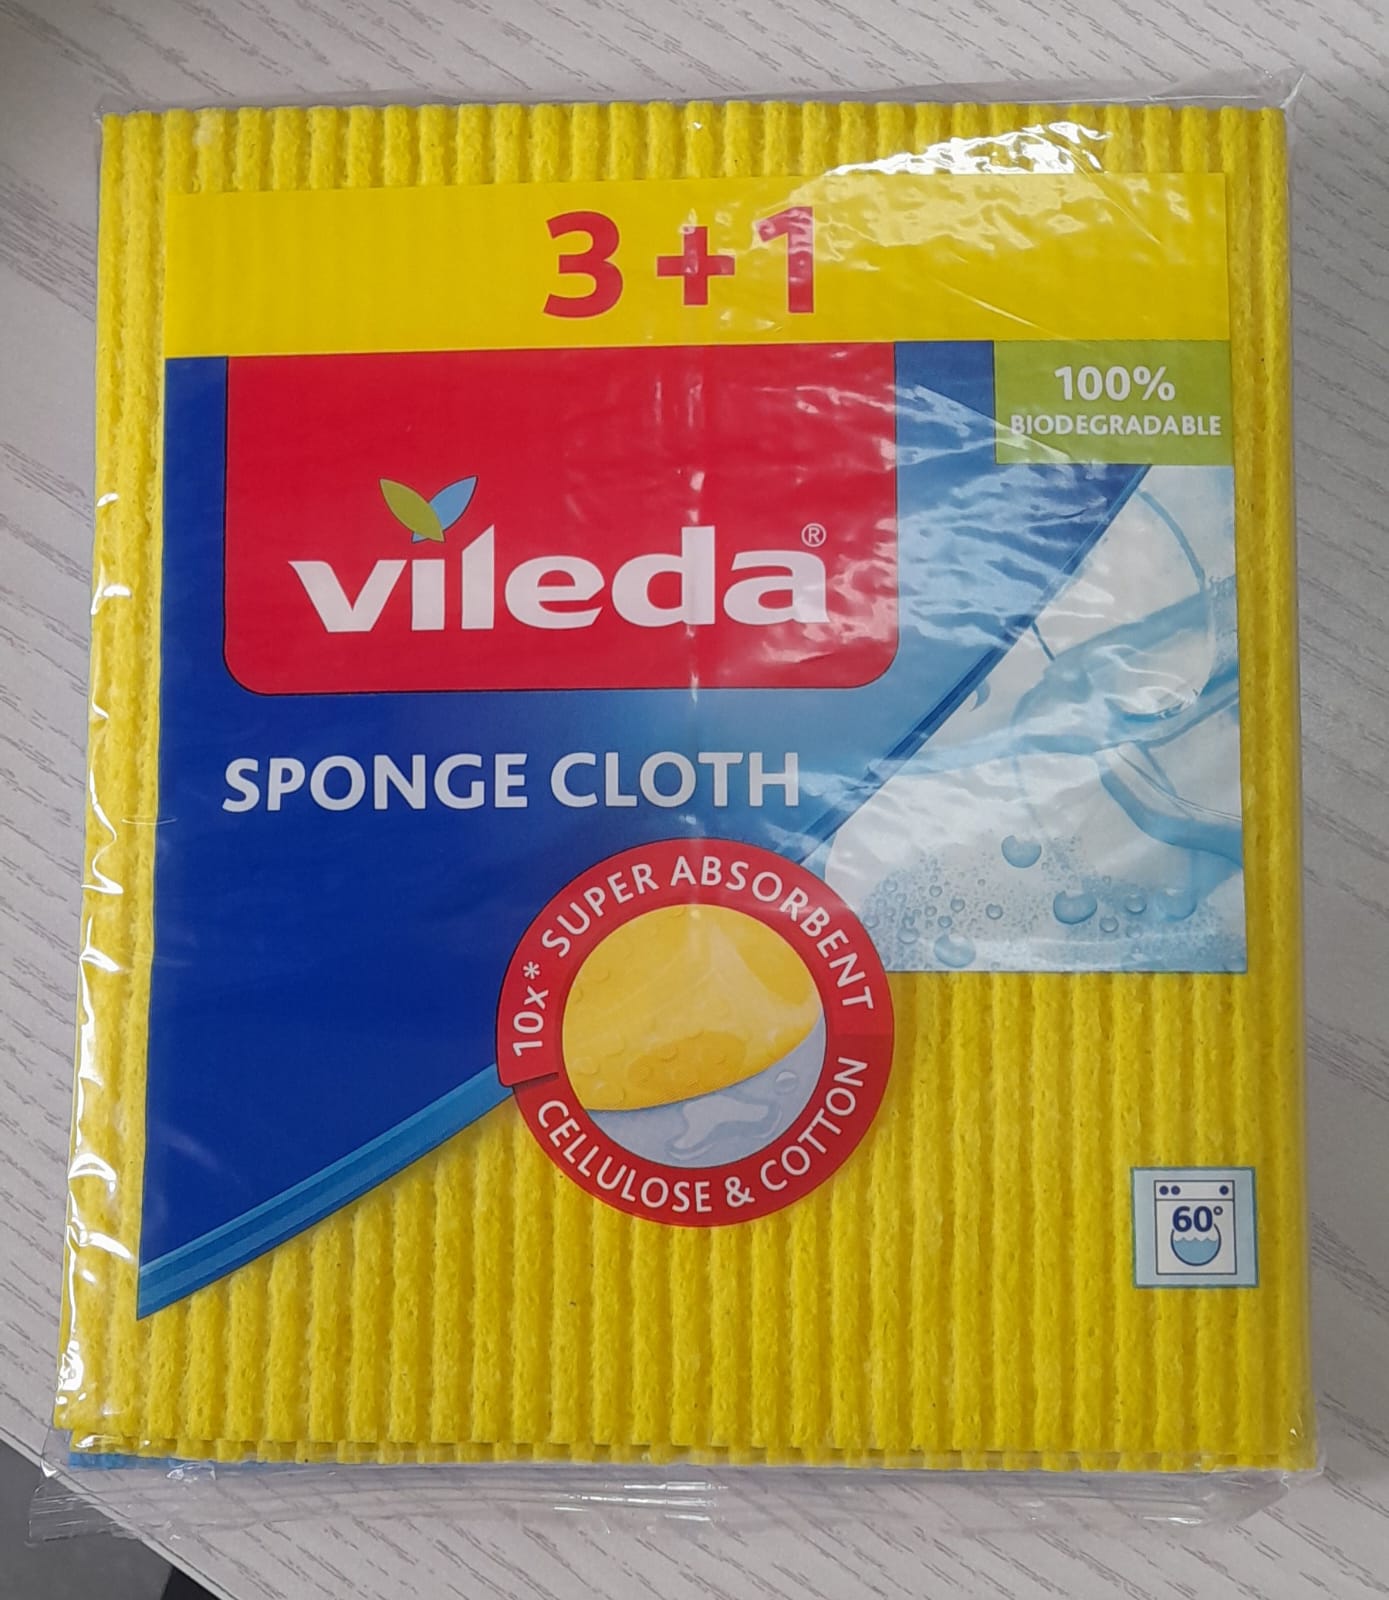 3+1
100%
BIODEGRADABLE
vileda®
SPONGE CLOTH
10x* SUPER ABSORBENT
CELLULOSE & COTTON
60°